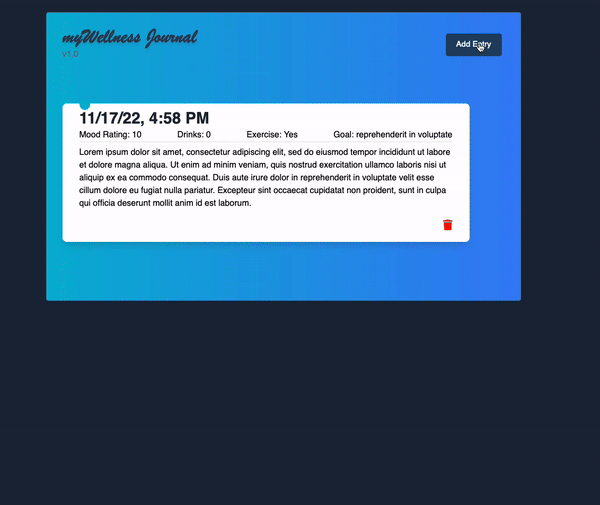 myWellness Journal
v1.0
Add Entry
11/17/22, 4:58 PM
Mood Rating: 10 Drinks: 0 Exercise: Yes Goal: reprehenderit in voluptate
Lorem ipsum dolor sit amet, consectetur adipiscing elit, sed do eiusmod tempor incididunt ut labore
et dolore magna aliqua. Ut enim ad minim veniam, quis nostrud exercitation ullamco laboris nisi ut
aliquip ex ea commodo consequat. Duis aute irure dolor in reprehenderit in voluptate velit esse
cillum dolore eu fugiat nulla pariatur. Excepteur sint occaecat cupidatat non proident, sunt in culpa
qui officia deserunt mollit anim id est laborum.